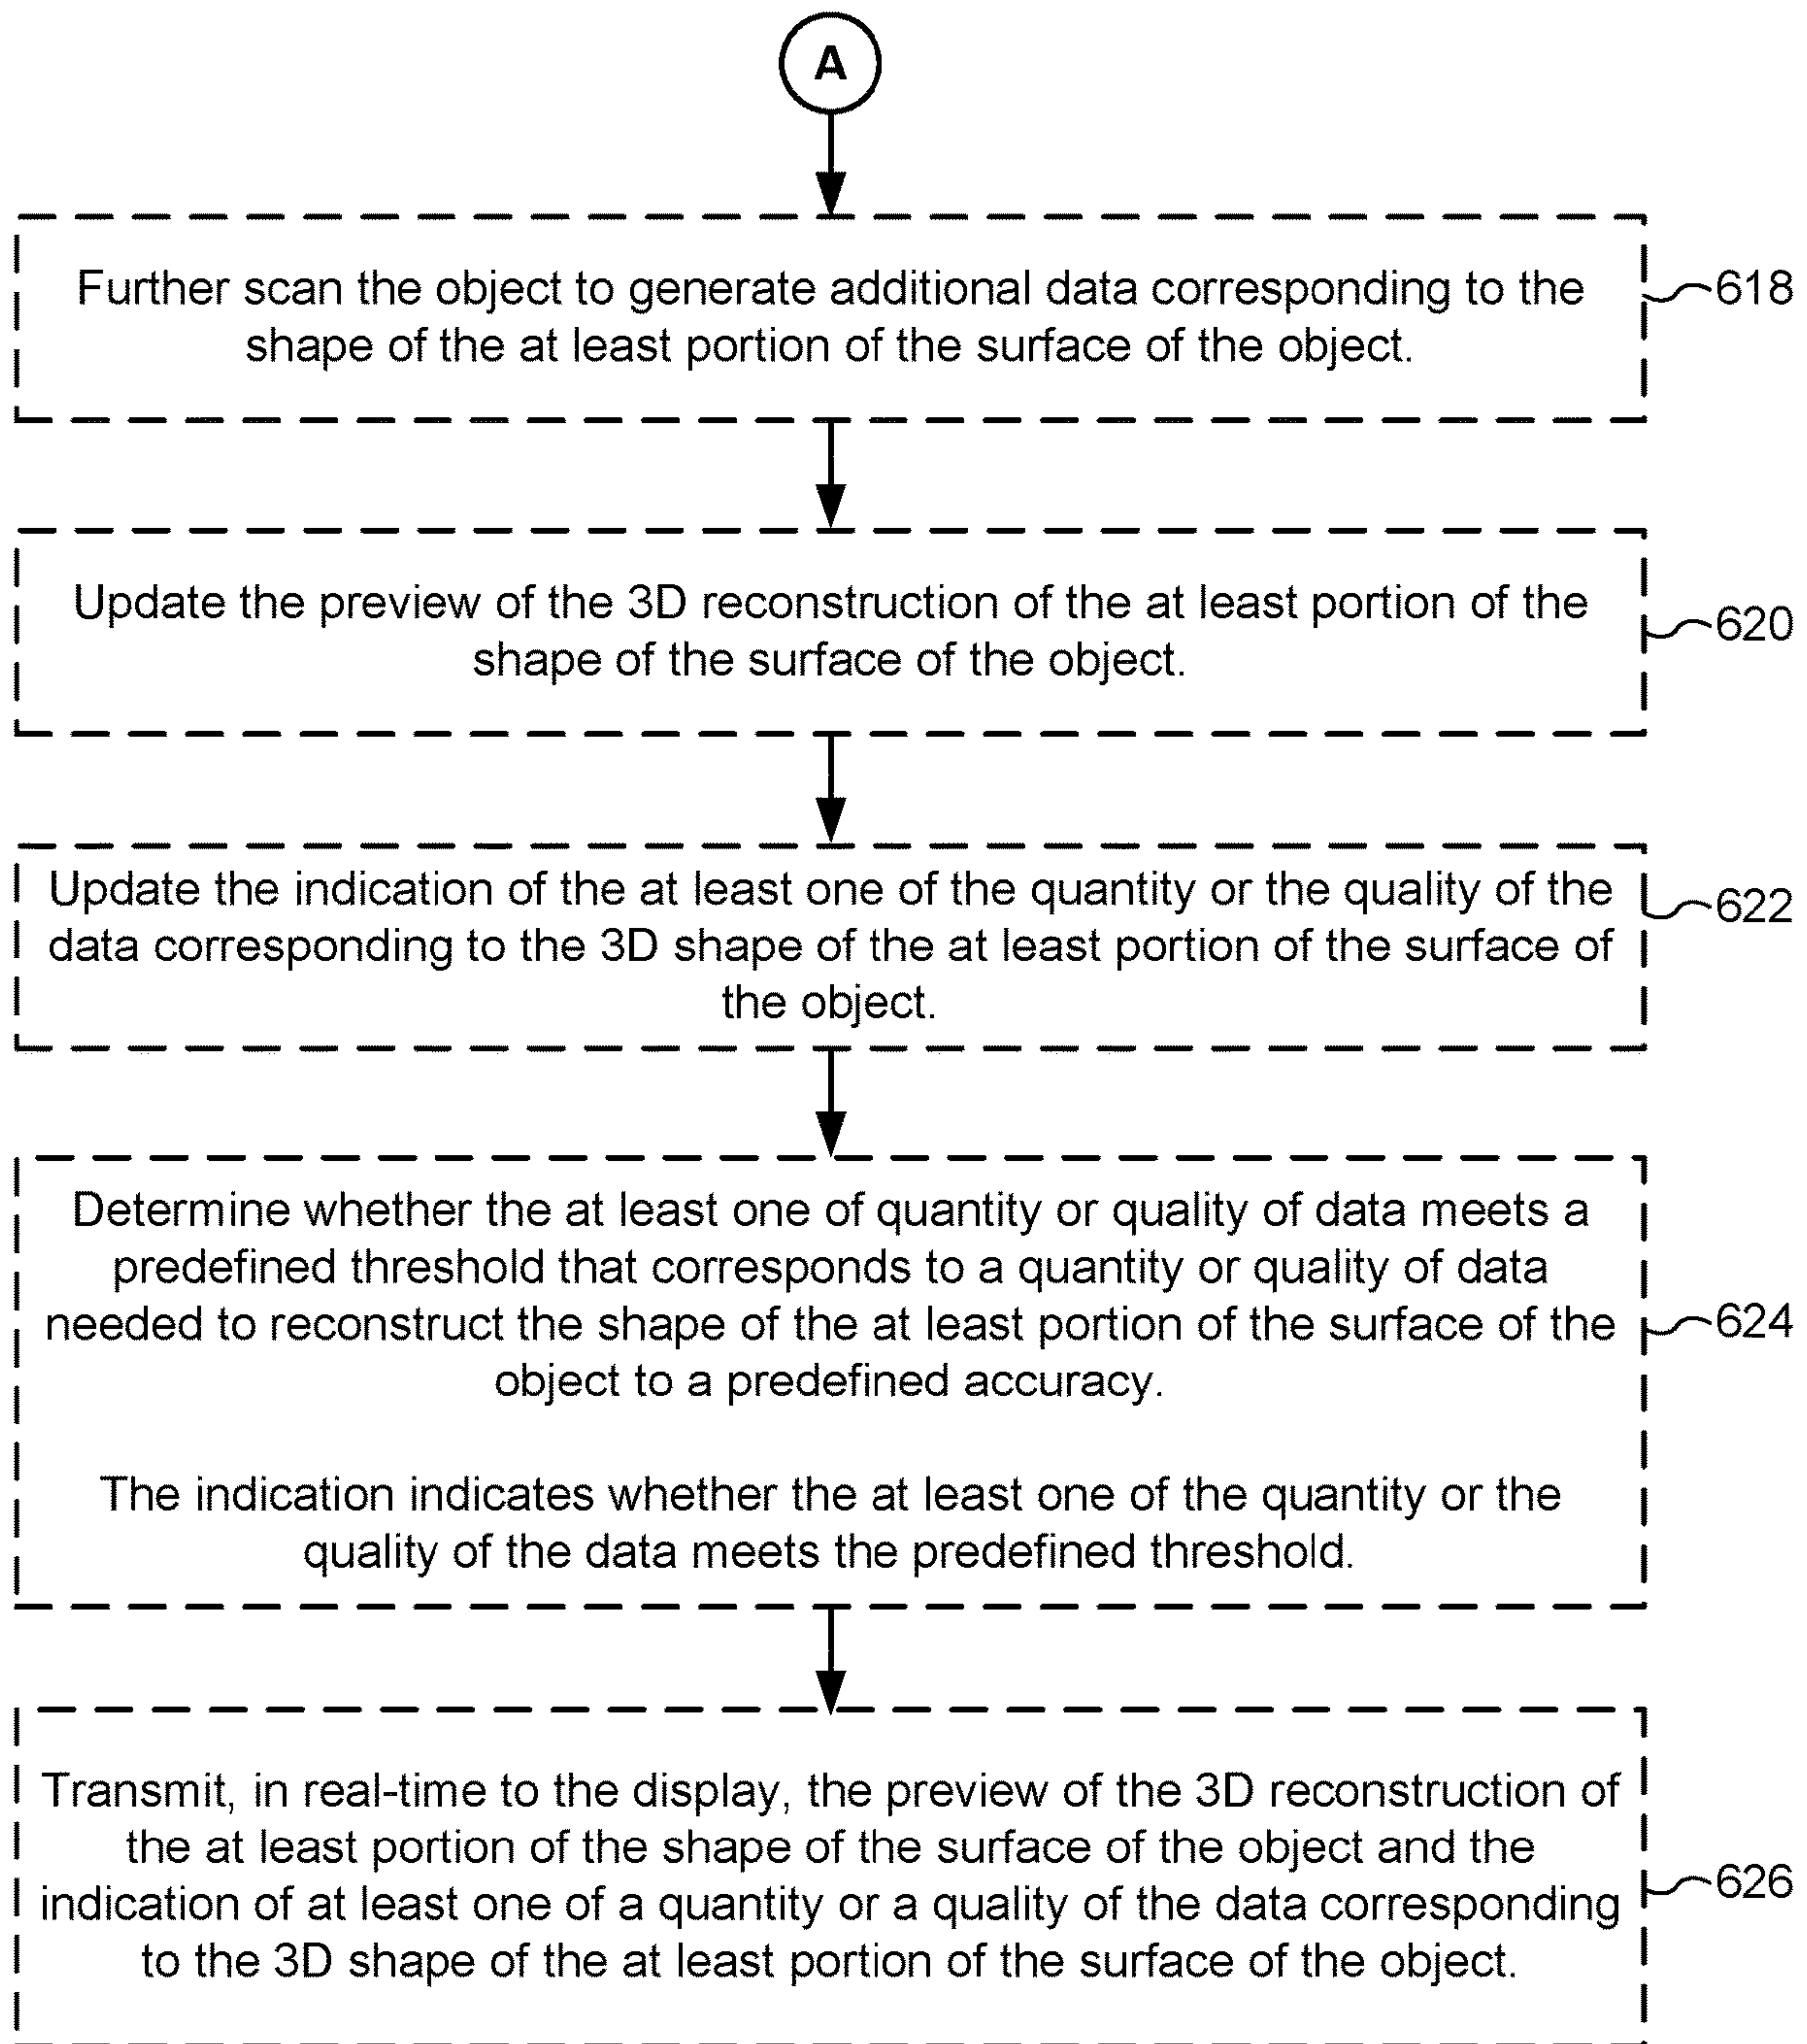 A
Further scan the object to generate additional data corresponding to the
shape of the at least portion of the surface of the object.
618
Update the preview of the 3D reconstruction of the at least portion of the
shape of the surface of the object.
620
Update the indication of the at least one of the quantity or the quality of the
data corresponding to the 3D shape of the at least portion of the surface of
the object.
622
Determine whether the at least one of quantity or quality of data meets a
predefined threshold that corresponds to a quantity or quality of data
needed to reconstruct the shape of the at least portion of the surface of the
object to a predefined accuracy.
The indication indicates whether the at least one of the quantity or the
quality of the data meets the predefined threshold.
624
Transmit, in real-time to the display, the preview of the 3D reconstruction of
the at least portion of the shape of the surface of the object and the
indication of at least one of a quantity or a quality of the data corresponding
to the 3D shape of the at least portion of the surface of the object.
626